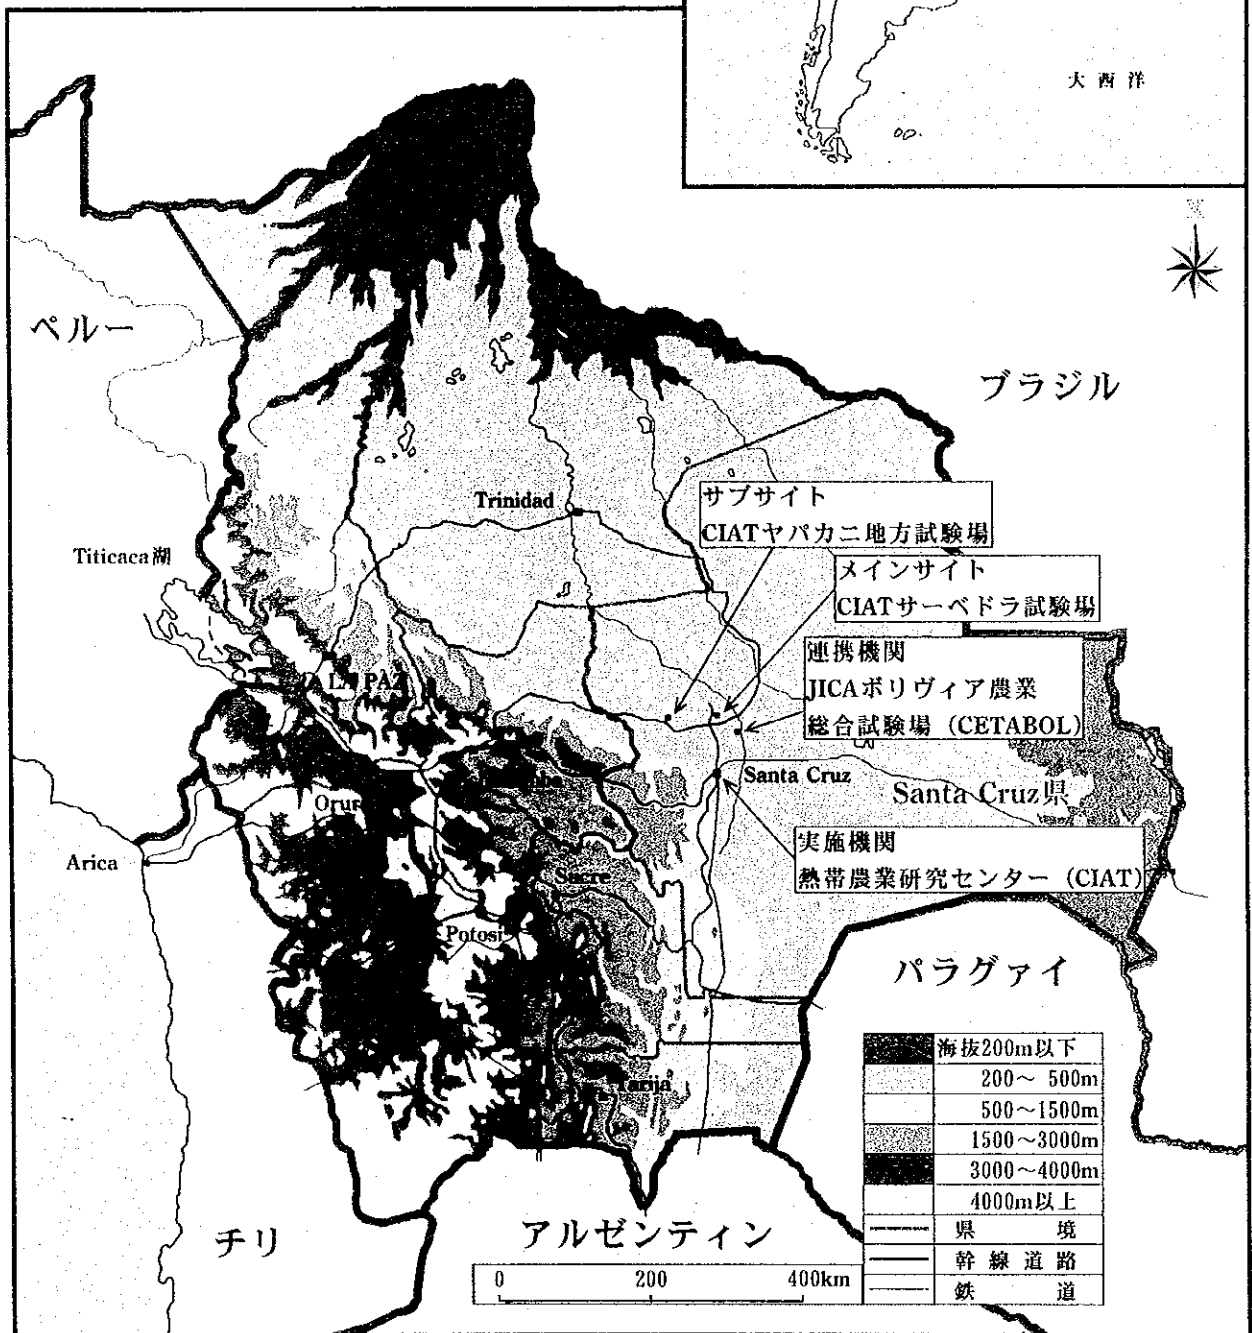 大西洋
ペルー
ブラジル
サブサイト
CIATヤパカニ地方試験場
Trinidad
Titicaca湖
メインサイト
CIATサーベドラ試験場
連携機関
JICAボリヴィア農業
総合試験場 (CETABOL)
LA PAZ
Santa Cruz
Santa Cruz県
Arica
実施機関
熱帯農業研究センター (CIAT)
Sucre
Potosi
パラグァイ
海抜200m以下
200～ 500m
500～1500m
1500～3000m
3000～4000m
4000m以上
県境
幹線道路
鉄道
Tarija
チリ
アルゼンティン
0 200 400km